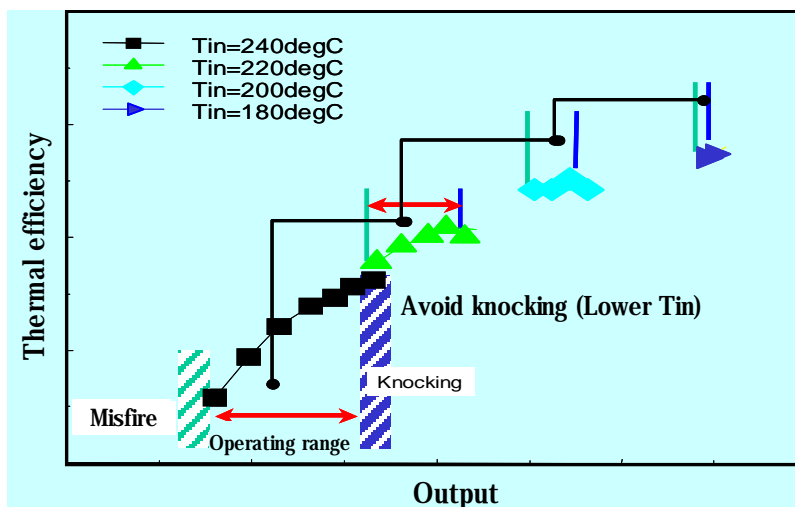 Tin=240degC
Tin=220degC
Tin=200degC
Tin=180degC
Thermal efficiency
Avoid knocking (Lower Tin)
Knocking
Misfire
Operating range
Output